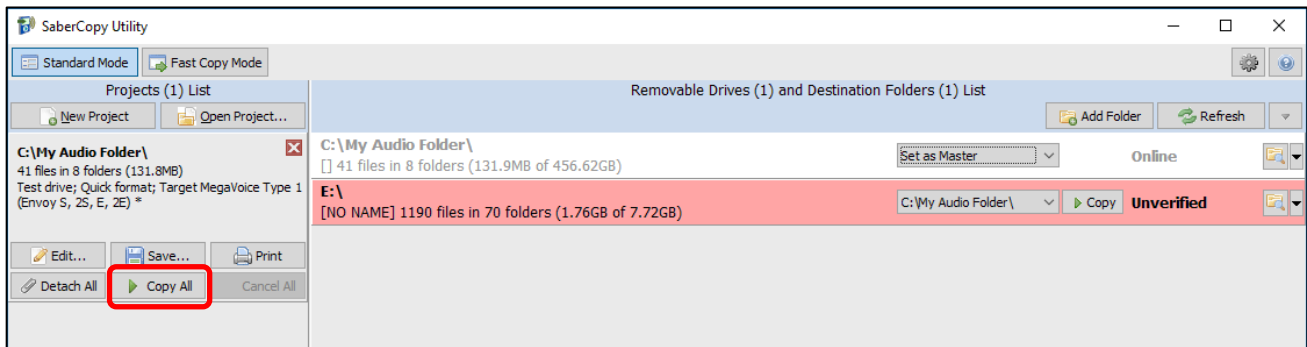 SaberCopy Utility
Standard Mode
Fast Copy Mode
Projects (1) List
New Project
Open Project...
C:\My Audio Folder\
41 files in 8 folders (131.8MB)
Test drive; Quick format; Target MegaVoice Type 1
(Envoy S, 2S, E, 2E) *
Edit...
Save...
Print
Detach All
Copy All
Cancel All
Removable Drives (1) and Destination Folders (1) List
Add Folder
Refresh
C:\My Audio Folder\
[] 41 files in 8 folders (131.9MB of 456.62GB)
Set as Master
Online
E:\
[NO NAME] 1190 files in 70 folders (1.76GB of 7.72GB)
C:\My Audio Folder\
Copy
Unverified